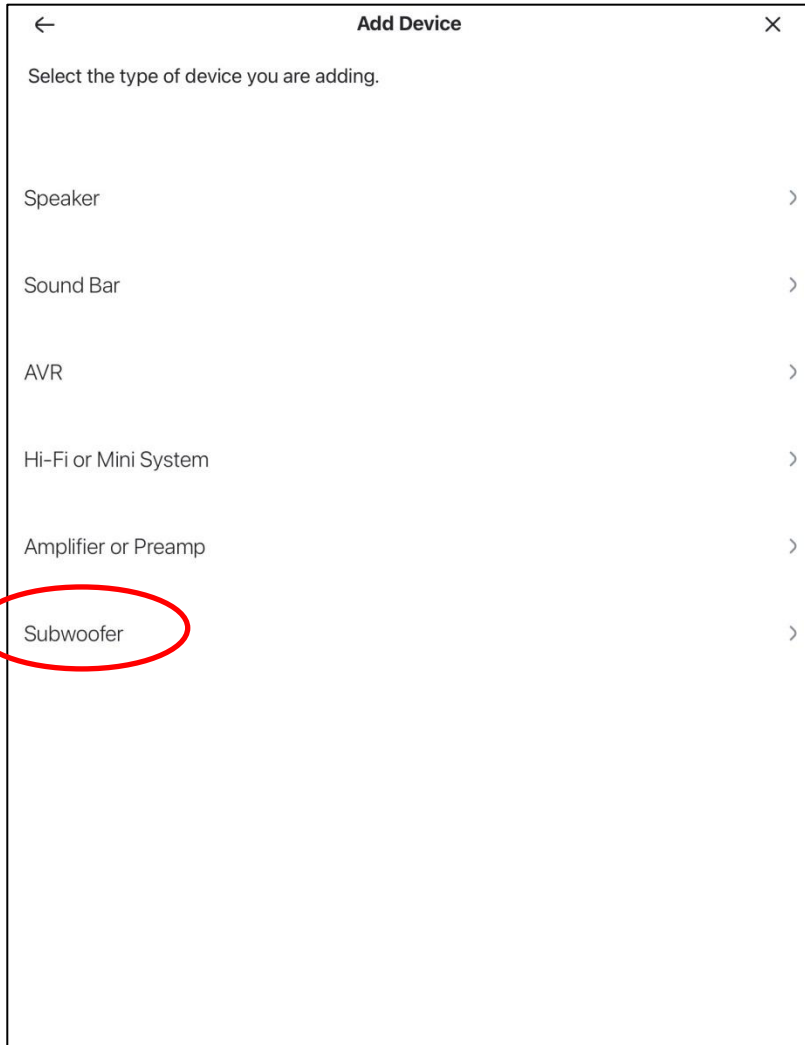 Add Device
Select the type of device you are adding.
Speaker
Sound Bar
AVR
Hi-Fi or Mini System
Amplifier or Preamp
Subwoofer